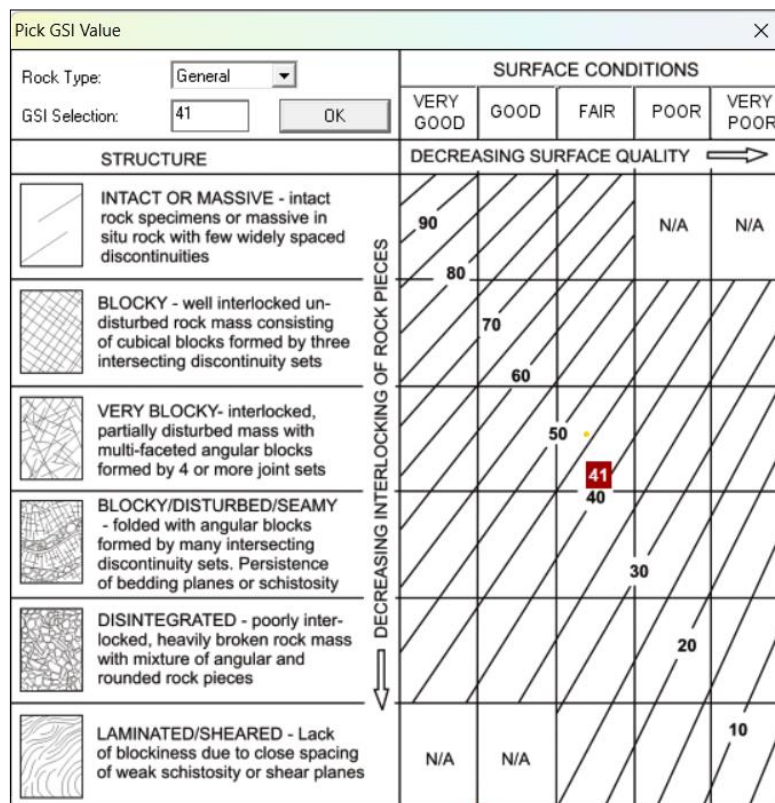 Pick GSI Value
Rock Type: General
GSI Selection: 41 OK
SURFACE CONDITIONS
VERY GOOD
GOOD
FAIR
POOR
VERY POOR
STRUCTURE
DECREASING SURFACE QUALITY
INTACT OR MASSIVE - intact
rock specimens or massive in
situ rock with few widely spaced
discontinuities
BLOCKY - well interlocked un-
disturbed rock mass consisting
of cubical blocks formed by three
intersecting discontinuity sets
VERY BLOCKY- interlocked,
partially disturbed mass with
multi-faceted angular blocks
formed by 4 or more joint sets
BLOCKY/DISTURBED/SEAMY
- folded with angular blocks
formed by many intersecting
discontinuity sets. Persistence
of bedding planes or schistosity
DISINTEGRATED - poorly inter-
locked, heavily broken rock mass
with mixture of angular and
rounded rock pieces
LAMINATED/SHEARED - Lack
of blockiness due to close spacing
of weak schistosity or shear planes
DECREASING INTERLOCKING OF ROCK PIECES
90
N/A
N/A
80
70
60
50
41
40
30
20
10
N/A
N/A